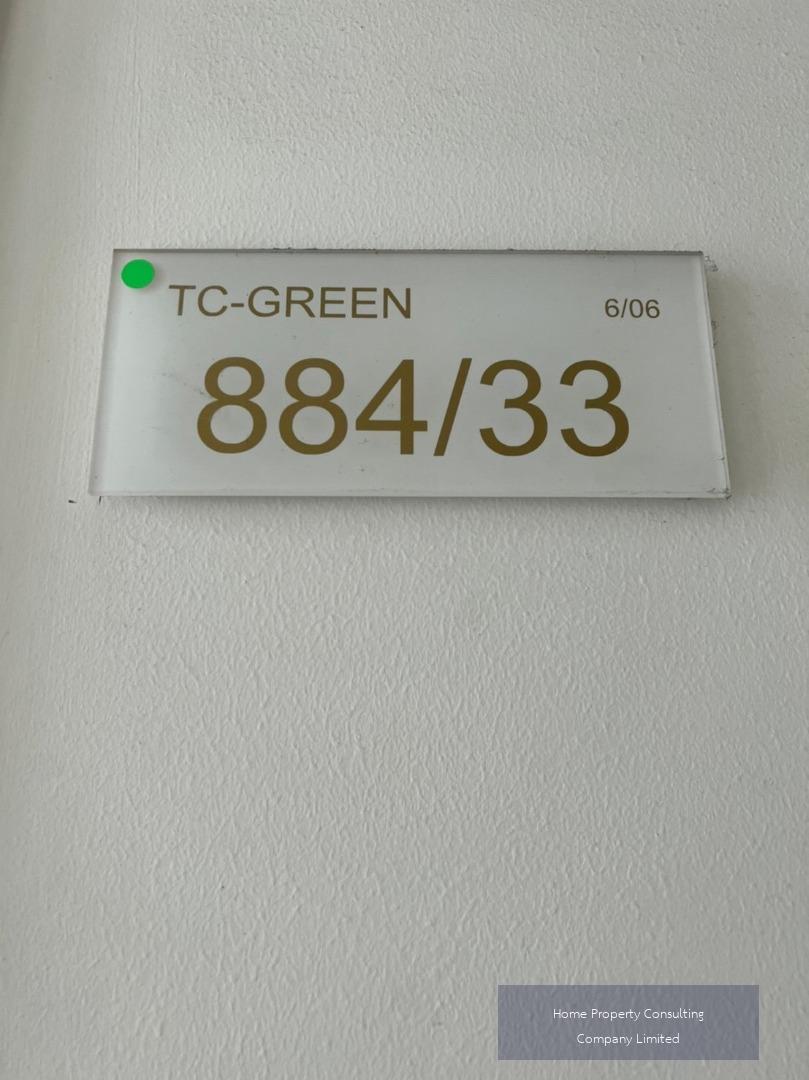 TC-GREEN 6/06
884/33
Home Property Consulting
Company Limited